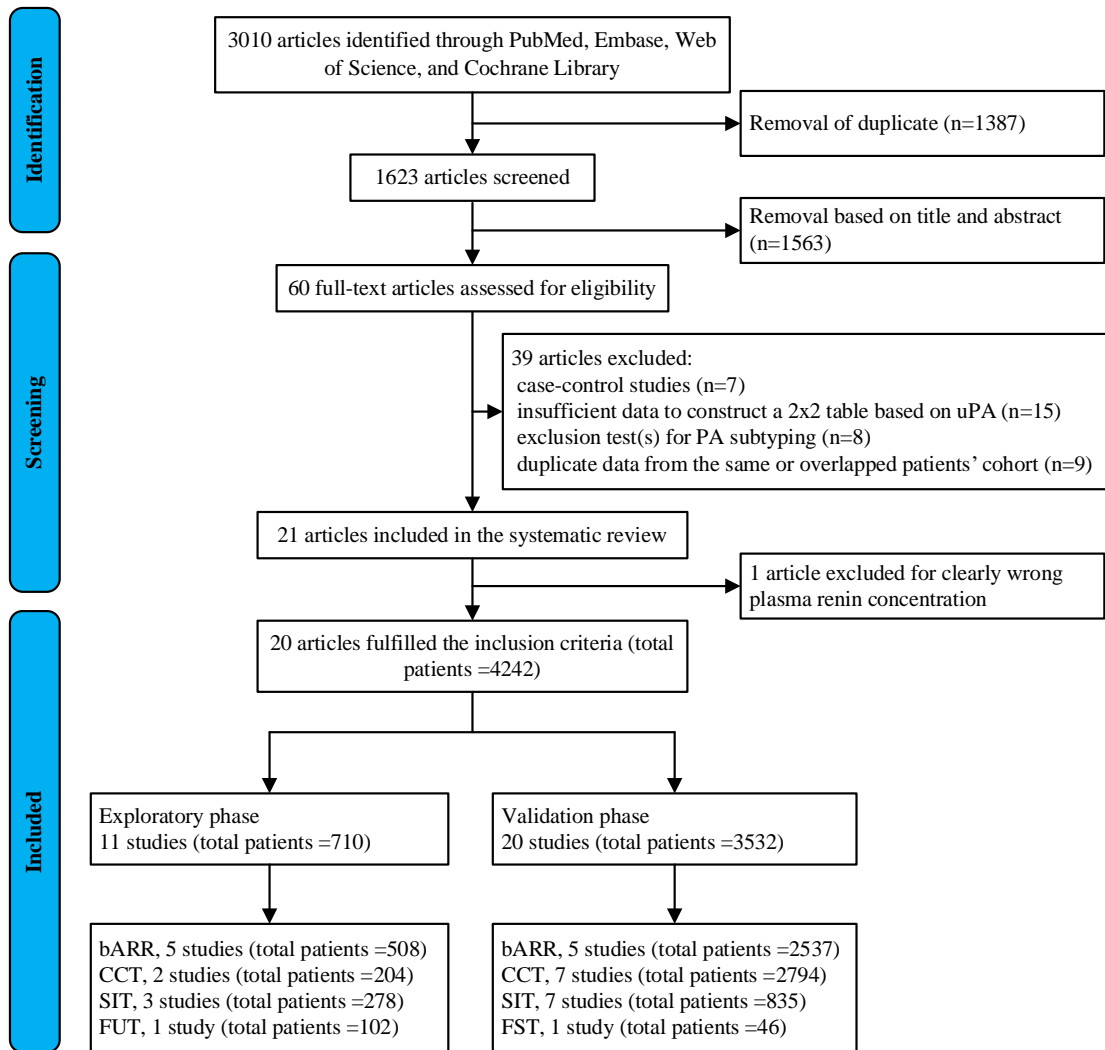 Identification
3010 articles identified through PubMed, Embase, Web
of Science, and Cochrane Library
Removal of duplicate (n=1387)
1623 articles screened
Removal based on title and abstract
(n=1563)
Screening
60 full-text articles assessed for eligibility
39 articles excluded:
case-control studies (n=7)
insufficient data to construct a 2x2 table based on uPA (n=15)
exclusion test(s) for PA subtyping (n=8)
duplicate data from the same or overlapped patients’ cohort (n=9)
21 articles included in the systematic review
1 article excluded for clearly wrong
plasma renin concentration
Included
20 articles fulfilled the inclusion criteria (total
patients =4242)
Exploratory phase
11 studies (total patients =710)
Validation phase
20 studies (total patients =3532)
bARR, 5 studies (total patients =508)
CCT, 2 studies (total patients =204)
SIT, 3 studies (total patients =278)
FUT, 1 study (total patients =102)
bARR, 5 studies (total patients =2537)
CCT, 7 studies (total patients =2794)
SIT, 7 studies (total patients =835)
FST, 1 study (total patients =46)